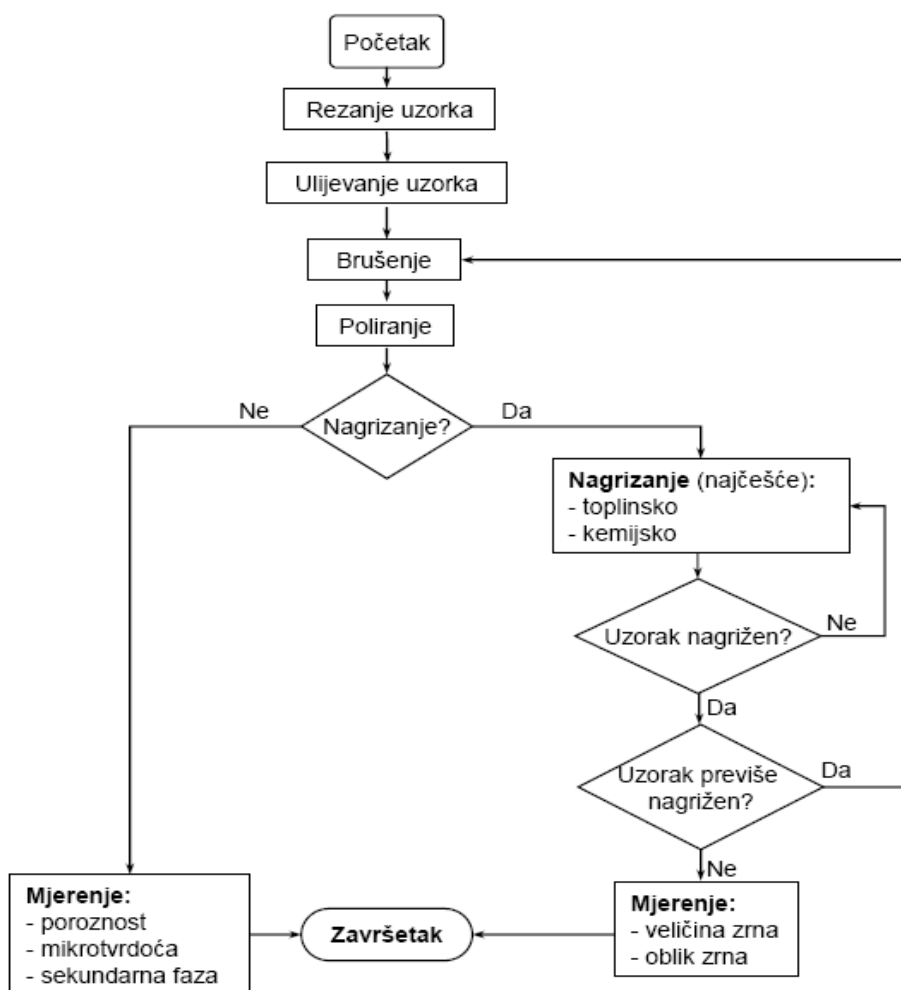 Početak
Rezanje uzorka
Ulijevanje uzorka
Brušenje
Poliranje
Ne
Da
Nagrizanje?
Nagrizanje (najčešće):
- toplinsko
- kemijsko
Uzorak nagrižen?
Ne
Da
Uzorak previše
nagrižen?
Da
Ne
Mjerenje:
- poroznost
- mikrotvrdoća
- sekundarna faza
Završetak
Mjerenje:
- veličina zrna
- oblik zrna